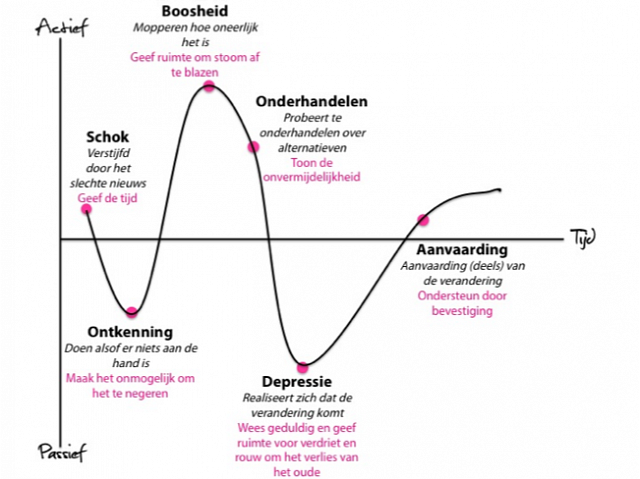 Actief
Boosheid
Mopperen hoe oneerlijk
het is
Geef ruimte om stoom af
te blazen
Onderhandelen
Probeert te
onderhandelen over
alternatieven
Toon de
onvermijdelijkheid
Schok
Verstijfd
door het
slechte nieuws
Geef de tijd
Tijd
Ontkenning
Doen alsof er niets aan de
hand is
Maak het onmogelijk om
het te negeren
Aanvaarding
Aanvaarding (deels) van
de verandering
Ondersteun door
bevestiging
Depressie
Realiseert zich dat de
verandering komt
Wees geduldig en geef
ruimte voor verdriet en
rouw om het verlies van
het oude
Passief